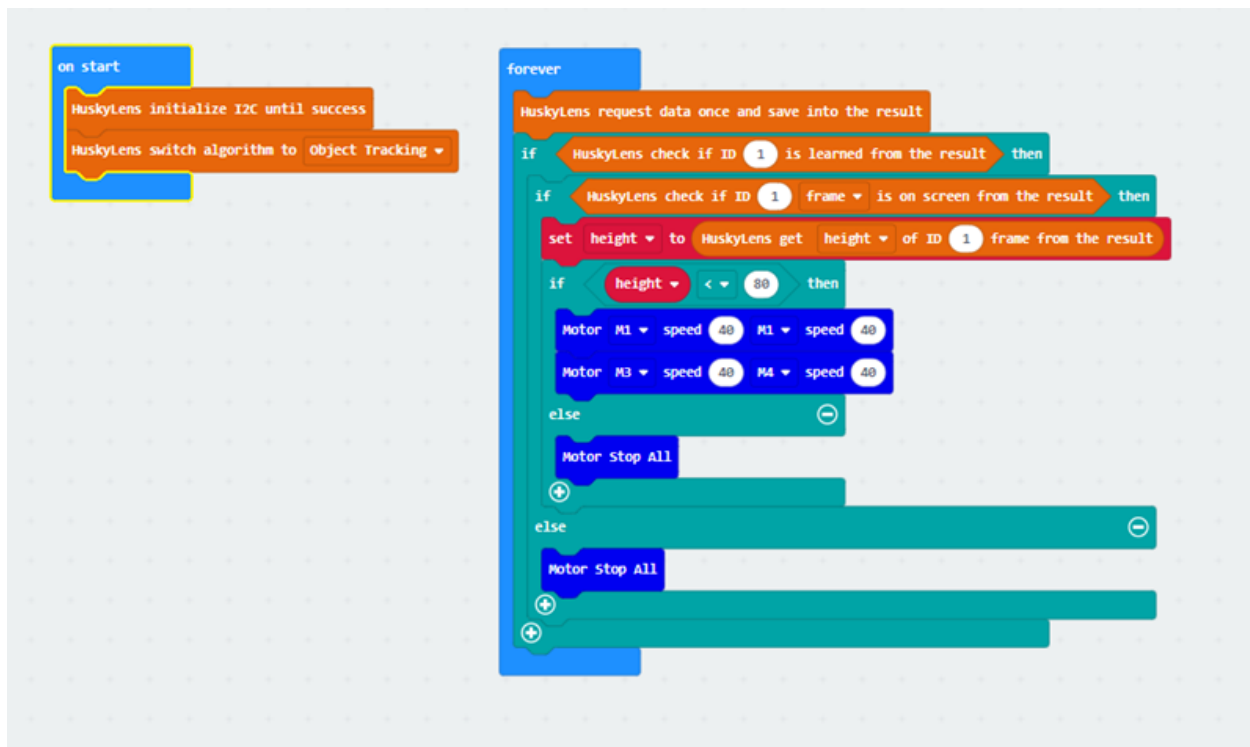 on start
HuskyLens initialize I2C until success
HuskyLens switch algorithm to Object Tracking
forever
HuskyLens request data once and save into the result
if HuskyLens check if ID 1 is learned from the result then
if HuskyLens check if ID 1 frame is on screen from the result then
set height to HuskyLens get height of ID 1 frame from the result
if height < 80 then
Motor M1 speed 40 M1 speed 40
Motor M3 speed 40 M4 speed 40
else
Motor Stop All
else
Motor Stop All